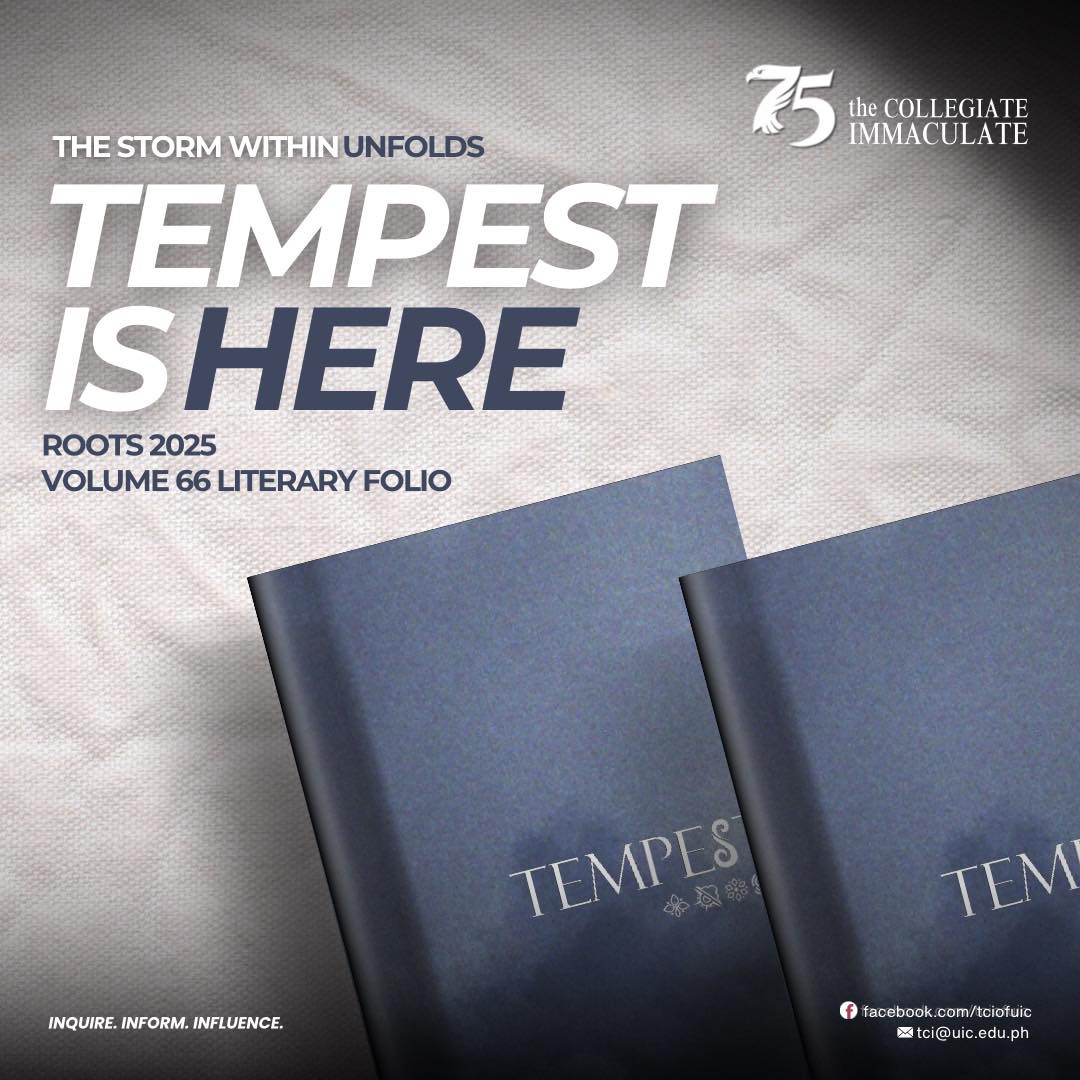 75 the COLLEGIATE
IMMACULATE
THE STORM WITHIN UNFOLDS
TEMPEST
IS HERE
ROOTS 2025
VOLUME 66 LITERARY FOLIO
TEMPEST
TEM
INQUIRE. INFORM. INFLUENCE.
facebook.com/tciofuic
tci@uic.edu.ph